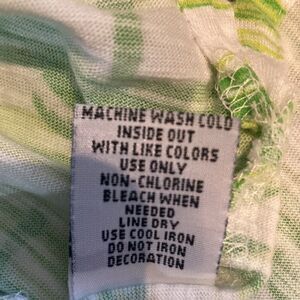 MACHINE WASH COLD
INSIDE OUT
WITH LIKE COLORS
USE ONLY
NON-CHLORINE
BLEACH WHEN
NEEDED
LINE DRY
USE COOL IRON
DO NOT IRON
DECORATION